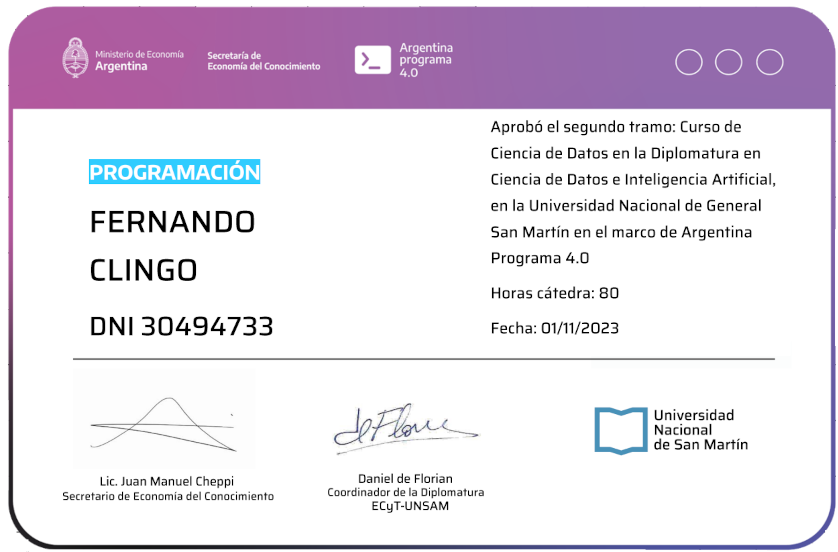 Ministerio de Economía
Argentina
Secretaría de
Economía del Conocimiento
Argentina
programa
4.0
PROGRAMACIÓN
FERNANDO
CLINGO
DNI 30494733
Aprobó el segundo tramo: Curso de
Ciencia de Datos en la Diplomatura en
Ciencia de Datos e Inteligencia Artificial,
en la Universidad Nacional de General
San Martín en el marco de Argentina
Programa 4.0
Horas cátedra: 80
Fecha: 01/11/2023
de Flori
Lic. Juan Manuel Cheppi
Secretario de Economía del Conocimiento
Daniel de Florian
Coordinador de la Diplomatura
ECyT-UNSAM
Universidad
Nacional
de San Martín